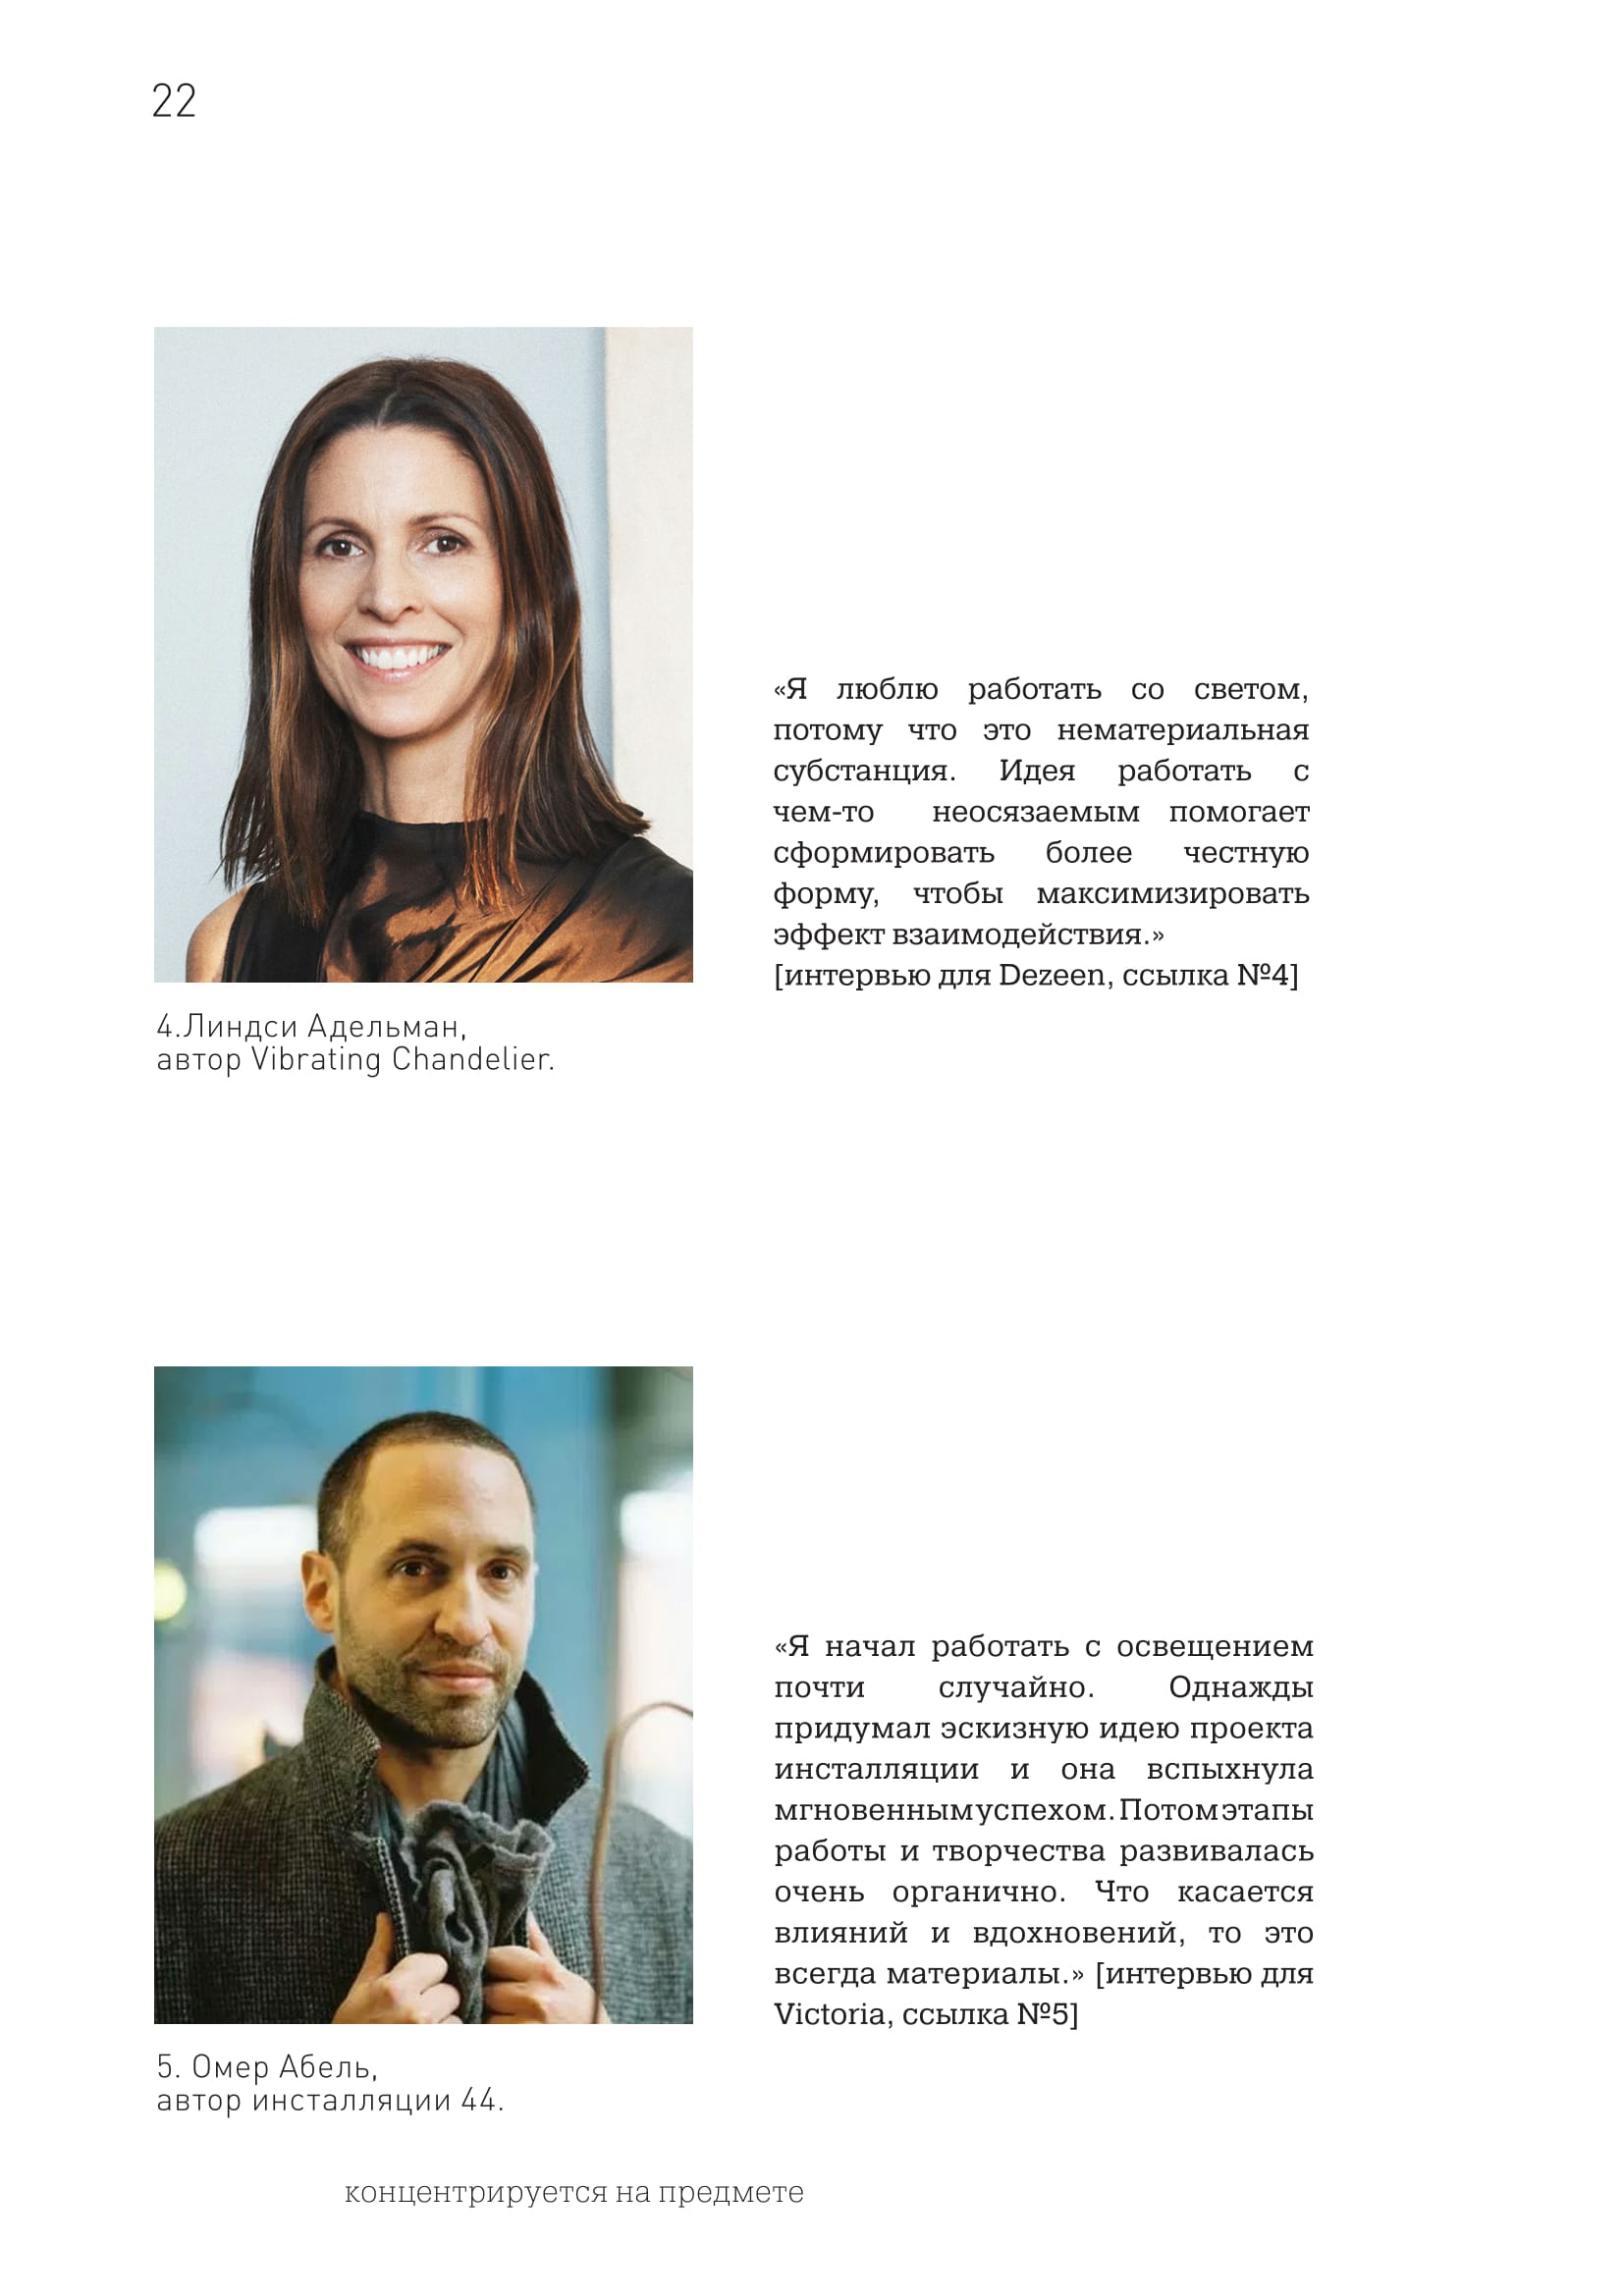 22
«Я люблю работать со светом,
потому что это нематериальная
субстанция. Идея работать с
чем-то неосязаемым помогает
сформировать более честную
форму, чтобы максимизировать
эффект взаимодействия.»
[интервью для Dezeen, ссылка №4]
4.Линдси Адельман,
автор Vibrating Chandelier.
«Я начал работать с освещением
почти случайно. Однажды
придумал эскизную идею проекта
инсталляции и она вспыхнула
мгновенным успехом. Потом этапы
работы и творчества развивалась
очень органично. Что касается
влияний и вдохновений, то это
всегда материалы.» [интервью для
Victoria, ссылка №5]
5. Омер Абель,
автор инсталляции 44.
концентрируется на предмете